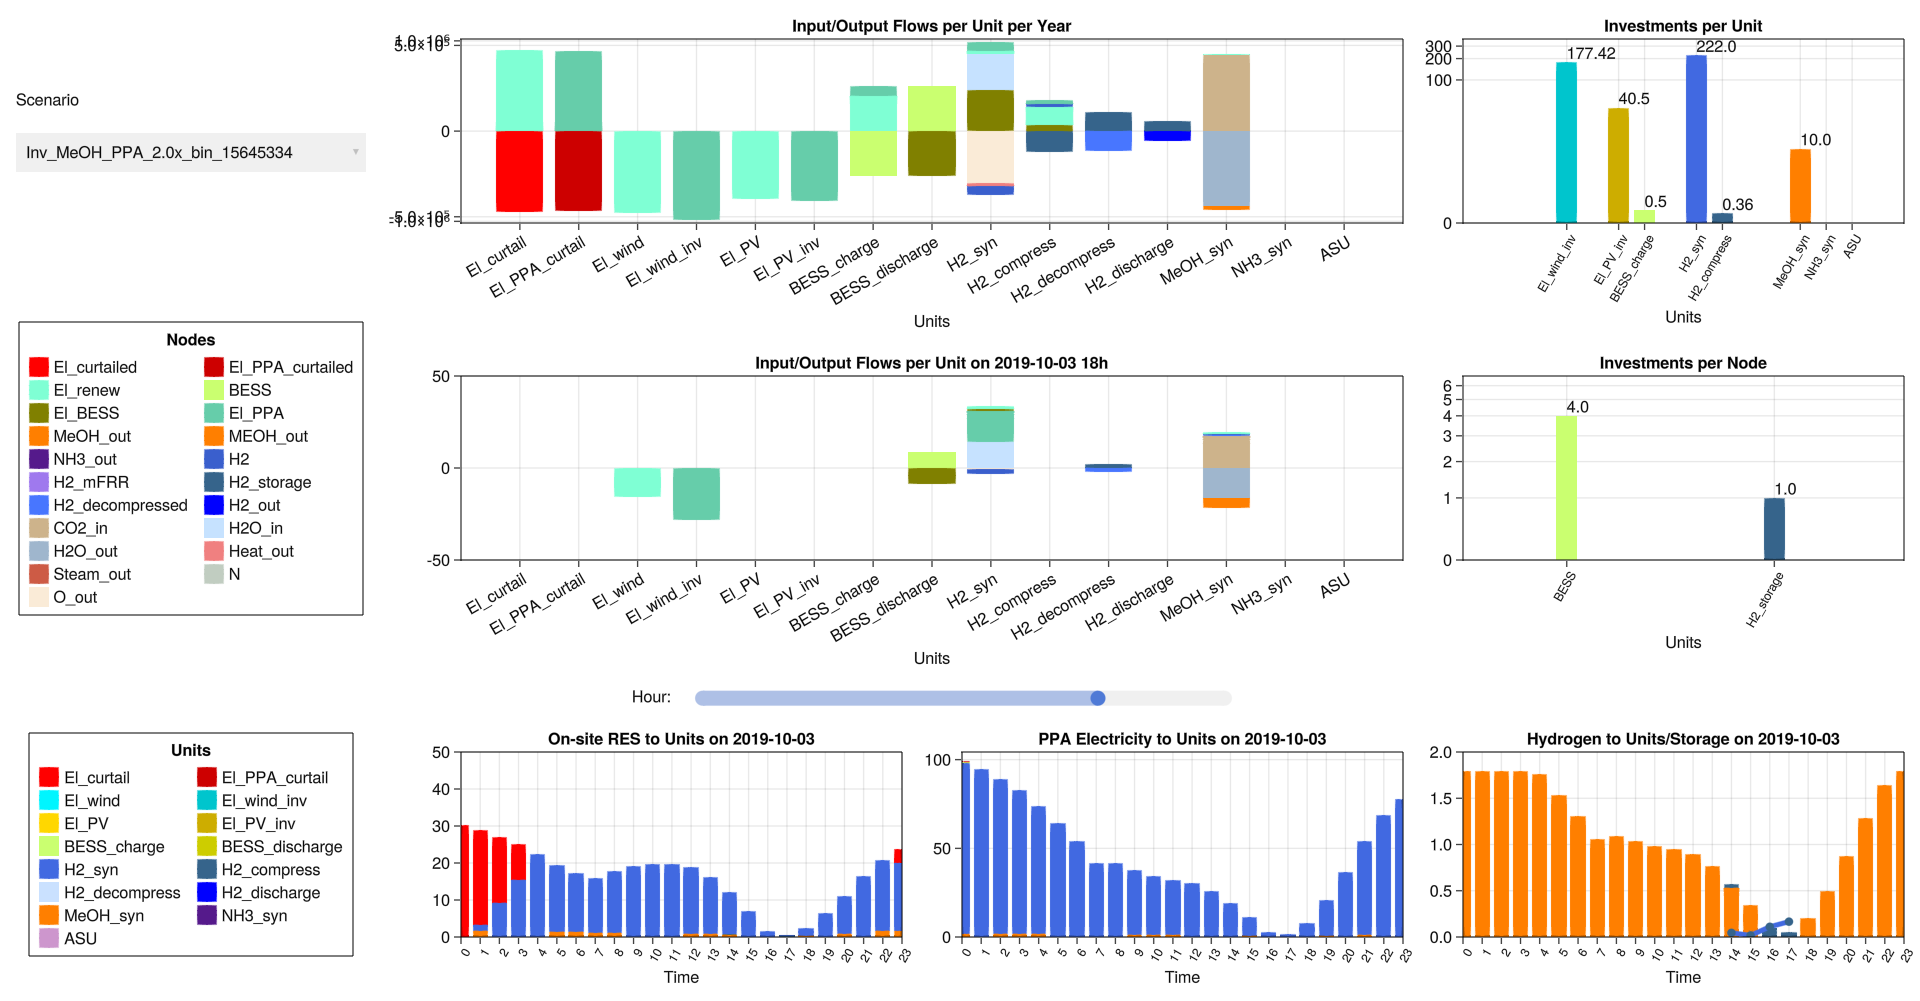 Scenario
Inv_MeOH_PPA_2.0x_bin_15645334
Input/Output Flows per Unit per Year
1.0×10⁶
5.0×10⁵
0
-5.0×10⁵
-1.0×10⁶
El_curtail
El_PPA_curtail
El_wind
El_wind_inv
El_PV
El_PV_inv
BESS_charge
BESS_discharge
H2_syn
H2_compress
H2_decompress
H2_discharge
MeOH_syn
NH3_syn
ASU
Units
Investments per Unit
300
200
100
0
177.42
40.5
0.5
222.0
0.36
10.0
El_wind_inv
El_PV_inv
BESS_charge
H2_syn
H2_compress
MeOH_syn
NH3_syn
ASU
Units
Nodes
El_curtailed
El_PPA_curtailed
El_renew
BESS
El_BESS
El_PPA
MeOH_out
MEOH_out
NH3_out
H2
H2_mFRR
H2_storage
H2_decompressed
H2_out
CO2_in
H2O_in
H2O_out
Heat_out
Steam_out
N
O_out
Input/Output Flows per Unit on 2019-10-03 18h
50
0
-50
El_curtail
El_PPA_curtail
El_wind
El_wind_inv
El_PV
El_PV_inv
BESS_charge
BESS_discharge
H2_syn
H2_compress
H2_decompress
H2_discharge
MeOH_syn
NH3_syn
ASU
Units
Investments per Node
6
5
4
3
2
1
0
4.0
1.0
BESS
H2_storage
Units
Hour:
Units
El_curtail
El_PPA_curtail
El_wind
El_wind_inv
El_PV
El_PV_inv
BESS_charge
BESS_discharge
H2_syn
H2_compress
H2_decompress
H2_discharge
MeOH_syn
NH3_syn
ASU
On-site RES to Units on 2019-10-03
50
40
30
20
10
0
0 1 2 3 4 5 6 7 8 9 10 11 12 13 14 15 16 17 18 19 20 21 22 23
Time
PPA Electricity to Units on 2019-10-03
100
50
0
0 1 2 3 4 5 6 7 8 9 10 11 12 13 14 15 16 17 18 19 20 21 22 23
Time
Hydrogen to Units/Storage on 2019-10-03
2.0
1.5
1.0
0.5
0.0
0 1 2 3 4 5 6 7 8 9 10 11 12 13 14 15 16 17 18 19 20 21 22 23
Time